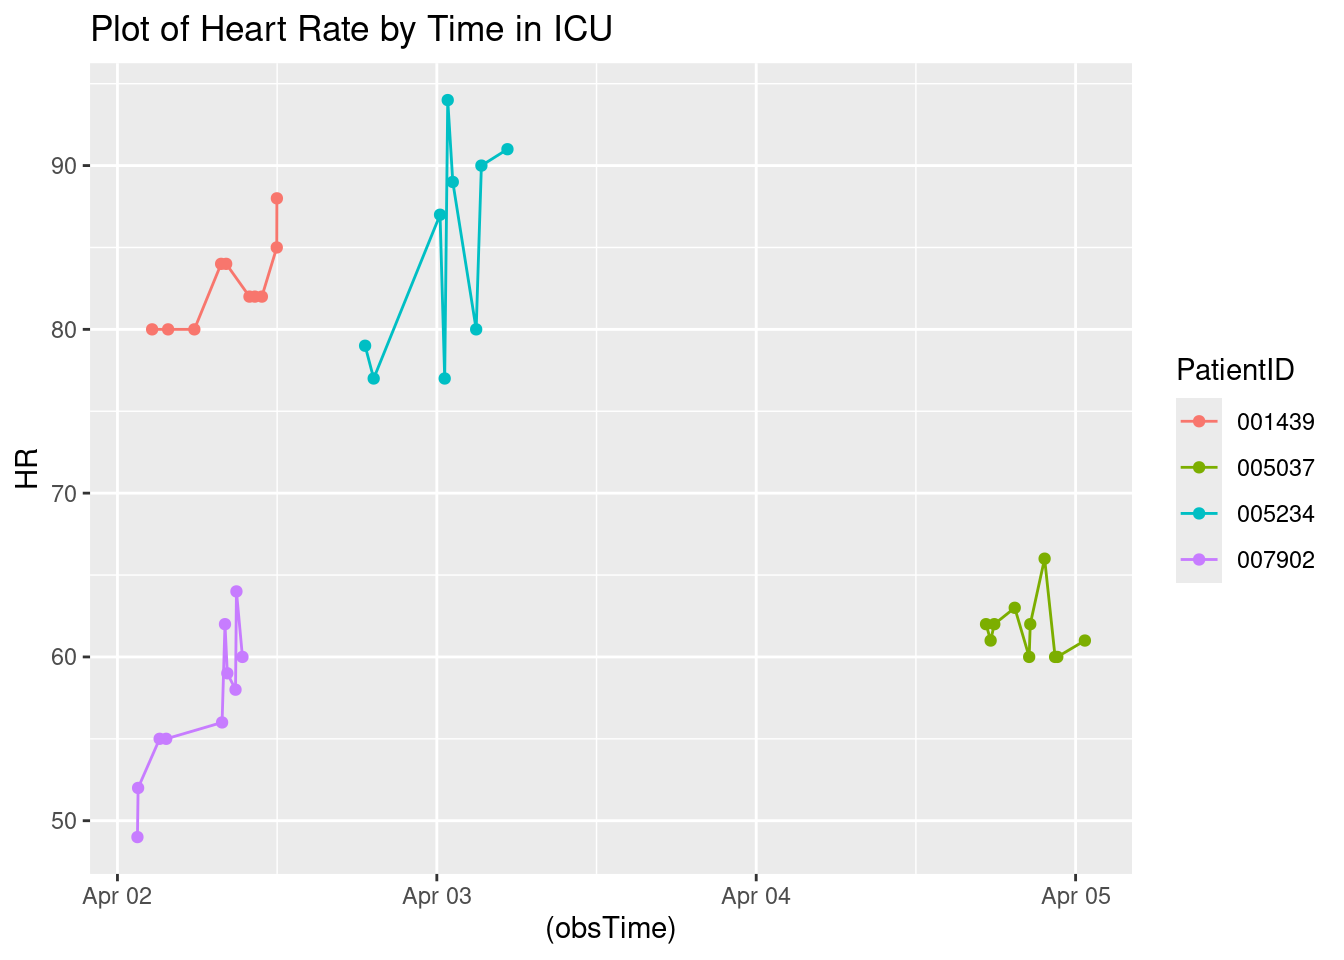 Plot of Heart Rate by Time in ICU
HR
90
80
70
60
50
Apr 02
Apr 03
Apr 04
Apr 05
(obsTime)
PatientID
001439
005037
005234
007902